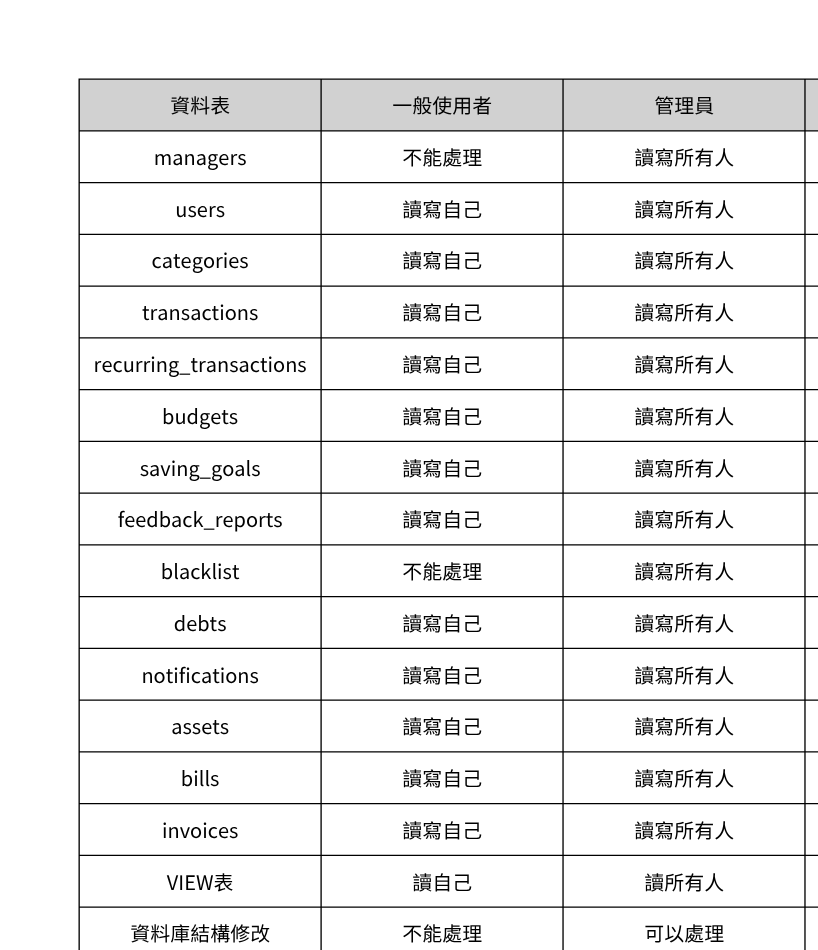 資料表 一般使用者 管理員
managers 不能處理 讀寫所有人
users 讀寫自己 讀寫所有人
categories 讀寫自己 讀寫所有人
transactions 讀寫自己 讀寫所有人
recurring_transactions 讀寫自己 讀寫所有人
budgets 讀寫自己 讀寫所有人
saving_goals 讀寫自己 讀寫所有人
feedback_reports 讀寫自己 讀寫所有人
blacklist 不能處理 讀寫所有人
debts 讀寫自己 讀寫所有人
notifications 讀寫自己 讀寫所有人
assets 讀寫自己 讀寫所有人
bills 讀寫自己 讀寫所有人
invoices 讀寫自己 讀寫所有人
VIEW表 讀自己 讀所有人
資料庫結構修改 不能處理 可以處理